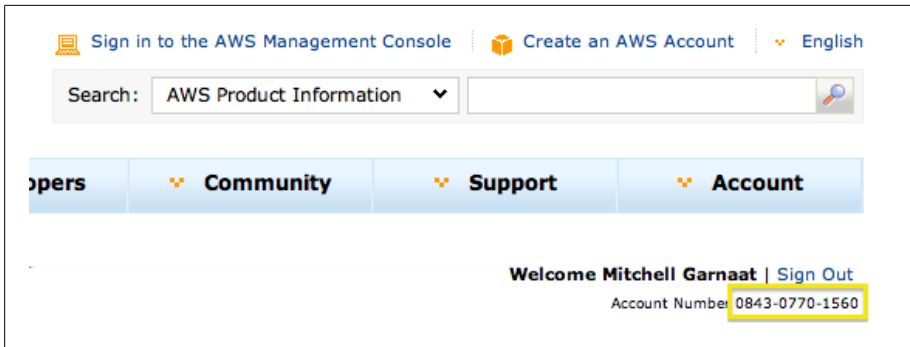 Sign in to the AWS Management Console Create an AWS Account English
Search: AWS Product Information
opers Community Support Account
Welcome Mitchell Garnaat | Sign Out
Account Number 0843-0770-1560